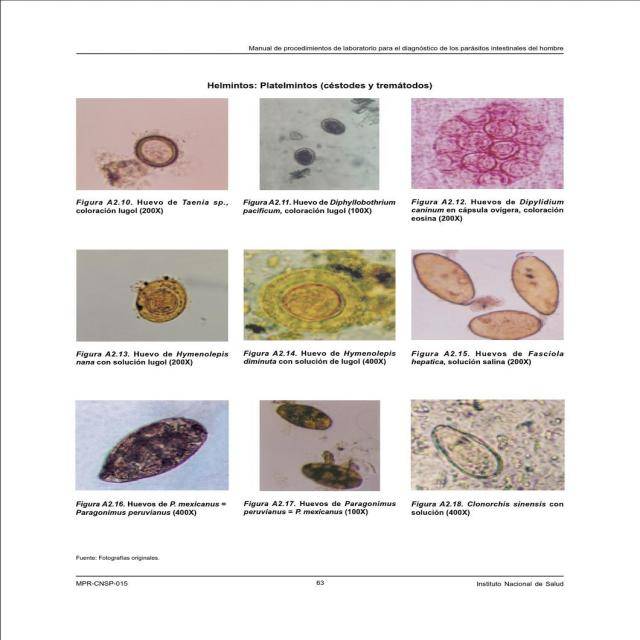 Manual de procedimientos de laboratorio para el diagnóstico de los parásitos intestinales del hombre
Helmintos: Platelmintos (céstodes y tremátodos)
Figura A2.10. Huevo de Taenia sp.,
coloración lugol (200X)
Figura A2.11. Huevo de Diphyllobothrium
pacificum, coloración lugol (100X)
Figura A2.12. Huevos de Dipylidium
caninum en cápsula ovígera, coloración
eosina (200X)
Figura A2.13. Huevo de Hymenolepis
nana con solución lugol (200X)
Figura A2.14. Huevo de Hymenolepis
diminuta con solución de lugol (400X)
Figura A2.15. Huevos de Fasciola
hepatica, solución salina (200X)
Figura A2.16. Huevos de P. mexicanus =
Paragonimus peruvianus (400X)
Figura A2.17. Huevos de Paragonimus
peruvianus = P. mexicanus (100X)
Figura A2.18. Clonorchis sinensis con
solución (400X)
Fuente: Fotografías originales.
MPR-CNSP-015
63
Instituto Nacional de Salud